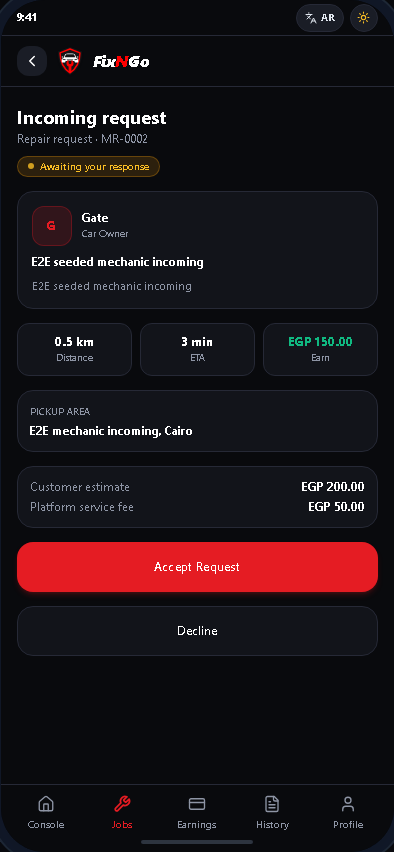 9:41
AR
FixNGo
Incoming request
Repair request · MR-0002
Awaiting your response
G
Gate
Car Owner
E2E seeded mechanic incoming
E2E seeded mechanic incoming
0.5 km
Distance
3 min
ETA
EGP 150.00
Earn
PICKUP AREA
E2E mechanic incoming, Cairo
Customer estimate EGP 200.00
Platform service fee EGP 50.00
Accept Request
Decline
Console
Jobs
Earnings
History
Profile